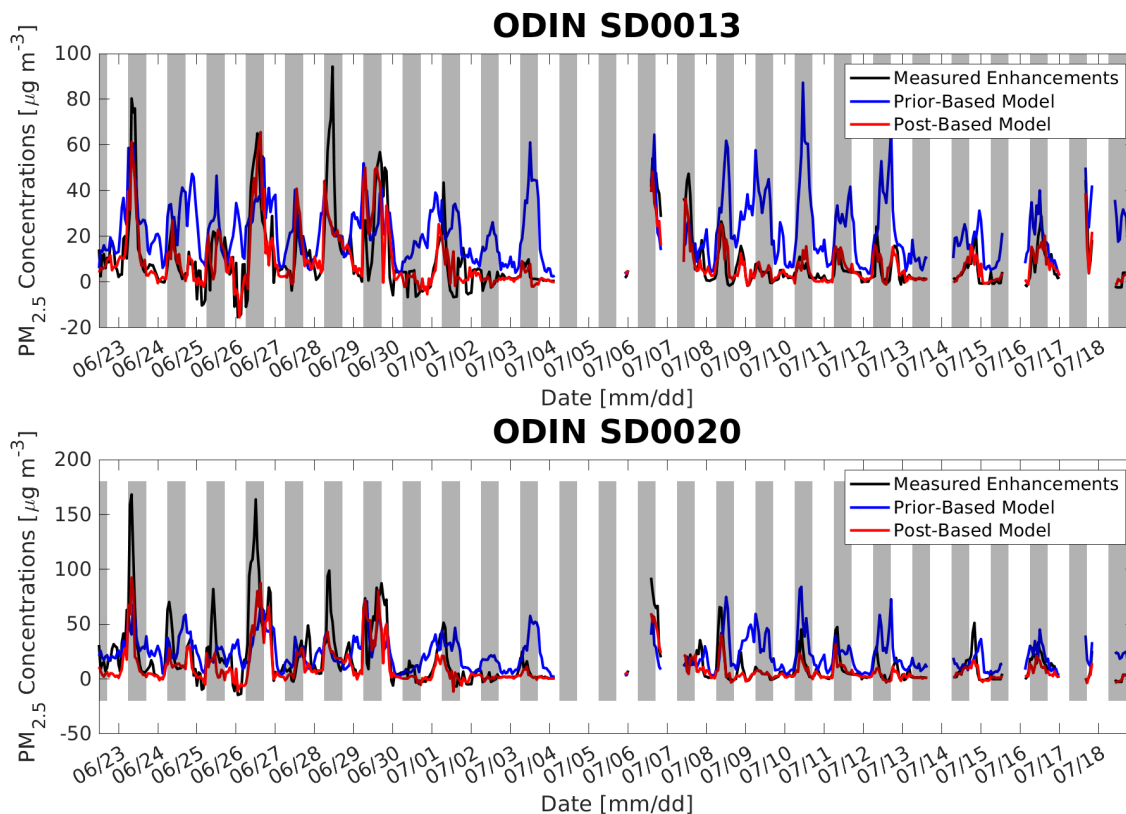 ODIN SD0013
PM2.5 Concentrations [μg m-3]
100
80
60
40
20
0
-20
Measured Enhancements
Prior-Based Model
Post-Based Model
06/23 06/24 06/25 06/26 06/27 06/28 06/29 06/30 07/01 07/02 07/03 07/04 07/05 07/06 07/07 07/08 07/09 07/10 07/11 07/12 07/13 07/14 07/15 07/16 07/17 07/18
Date [mm/dd]
ODIN SD0020
PM2.5 Concentrations [μg m-3]
200
150
100
50
0
-50
Measured Enhancements
Prior-Based Model
Post-Based Model
06/23 06/24 06/25 06/26 06/27 06/28 06/29 06/30 07/01 07/02 07/03 07/04 07/05 07/06 07/07 07/08 07/09 07/10 07/11 07/12 07/13 07/14 07/15 07/16 07/17 07/18
Date [mm/dd]